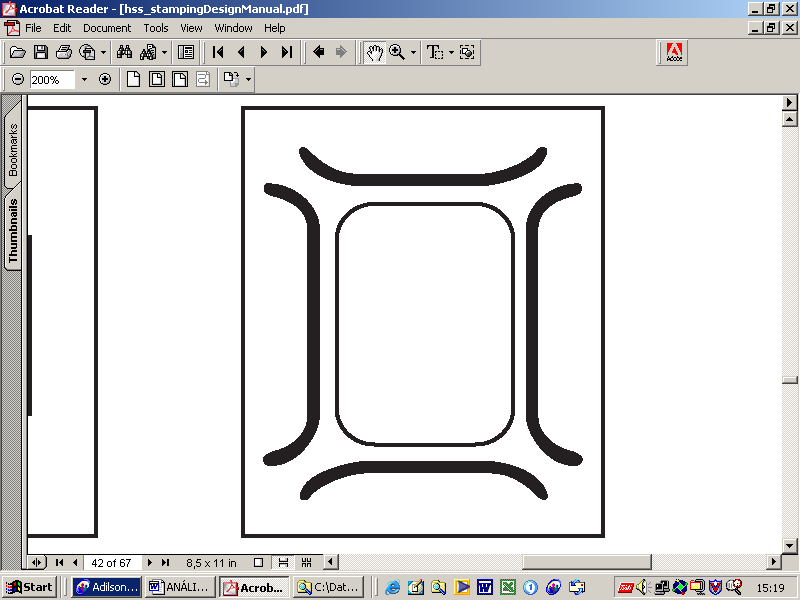 Acrobat Reader - [hss_stampingDesignManual.pdf]
File Edit Document Tools View Window Help
Adobe
200%
Bookmarks
Thumbnails
42 of 67 8,5 x 11 in
Start Adilson... ANÁLI... Acrob... C:\Dat... 15:19